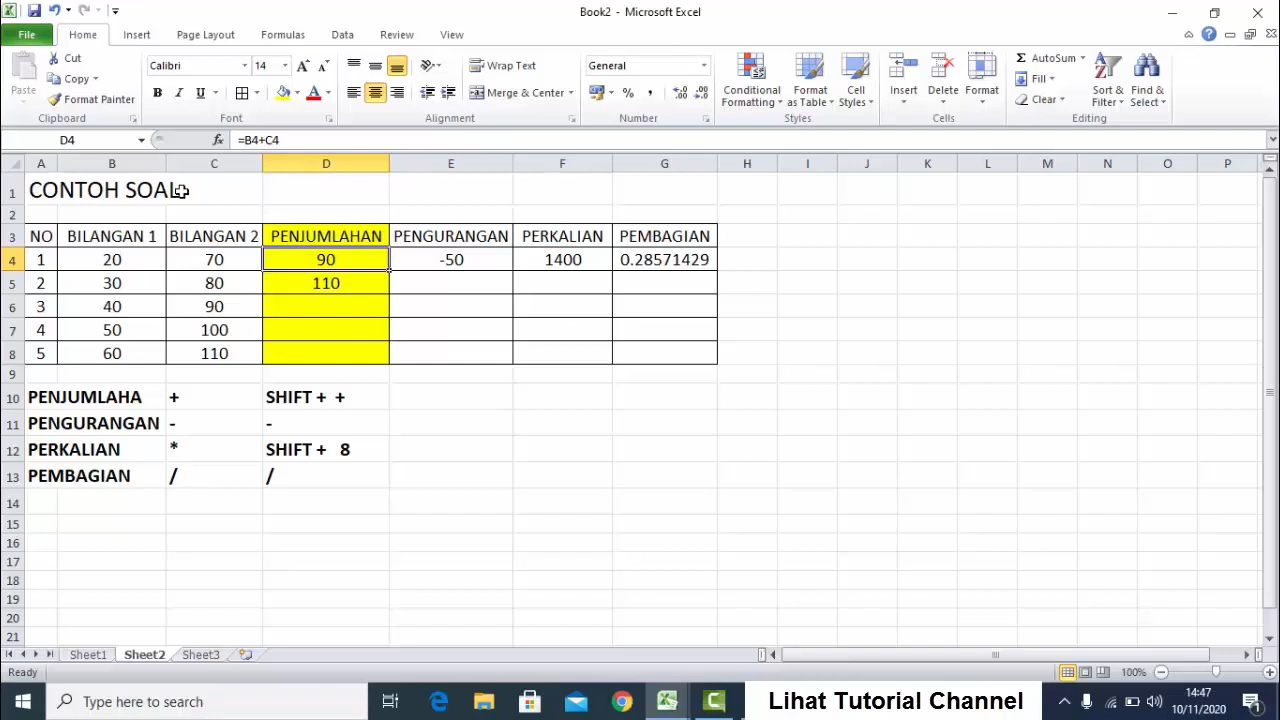 Book2 - Microsoft Excel
File Home Insert Page Layout Formulas Data Review View
Paste
Cut
Copy
Format Painter
Clipboard
Calibri 14
B I U
Font
Wrap Text
Merge & Center
Alignment
General
%
Number
Conditional Formatting
Format as Table
Cell Styles
Styles
Insert Delete Format
Cells
Σ AutoSum
Fill
Clear
Sort & Filter
Find & Select
Editing
D4 fx =B4+C4
A B C D E F G H I J K L M N O P
1 CONTOH SOAL
2
3 NO BILANGAN 1 BILANGAN 2 PENJUMLAHAN PENGURANGAN PERKALIAN PEMBAGIAN
4 1 20 70 90 -50 1400 0.28571429
5 2 30 80 110
6 3 40 90
7 4 50 100
8 5 60 110
9
10 PENJUMLAHA + SHIFT + +
11 PENGURANGAN - -
12 PERKALIAN * SHIFT + 8
13 PEMBAGIAN / /
14
15
16
17
18
19
20
21
Sheet1 Sheet2 Sheet3
Ready 100%
Type here to search
Lihat Tutorial Channel
14:47
10/11/2020